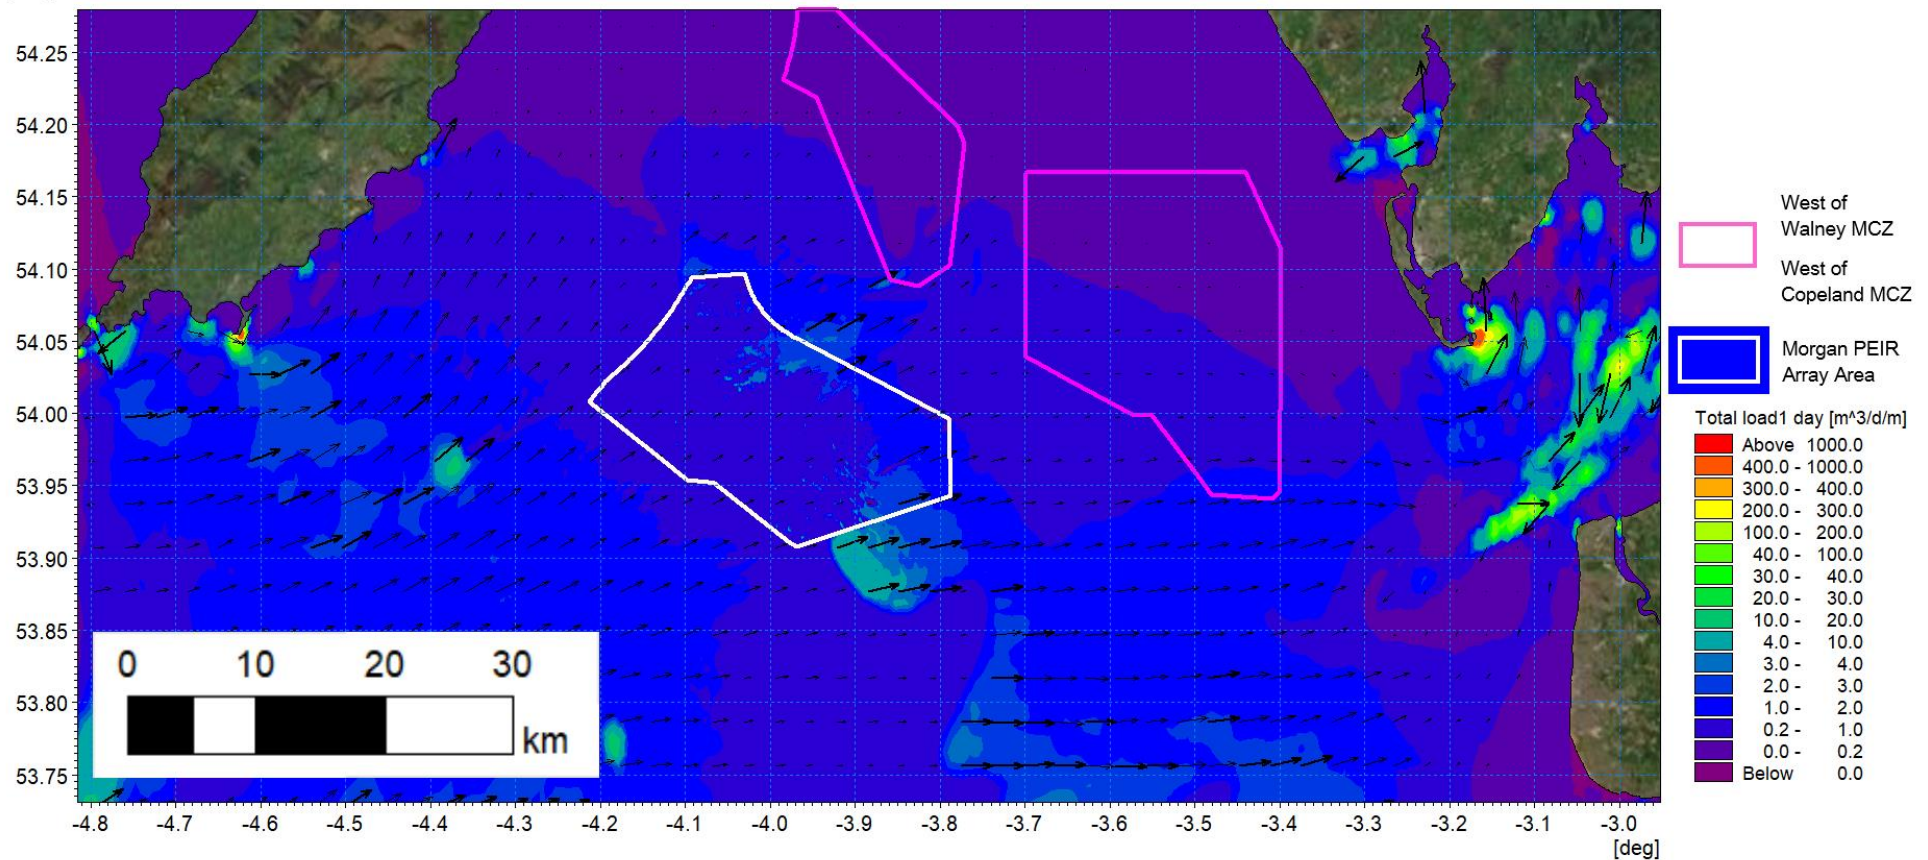 54.25
54.20
54.15
54.10
54.05
54.00
53.95
53.90
53.85
53.80
53.75
0 10 20 30
km
-4.8 -4.7 -4.6 -4.5 -4.4 -4.3 -4.2 -4.1 -4.0 -3.9 -3.8 -3.7 -3.6 -3.5 -3.4 -3.3 -3.2 -3.1 -3.0
[deg]
West of
Walney MCZ
West of
Copeland MCZ
Morgan PEIR
Array Area
Total load1 day [m^3/d/m]
Above 1000.0
400.0 - 1000.0
300.0 - 400.0
200.0 - 300.0
100.0 - 200.0
40.0 - 100.0
30.0 - 40.0
20.0 - 30.0
10.0 - 20.0
4.0 - 10.0
3.0 - 4.0
2.0 - 3.0
1.0 - 2.0
0.2 - 1.0
0.0 - 0.2
Below 0.0